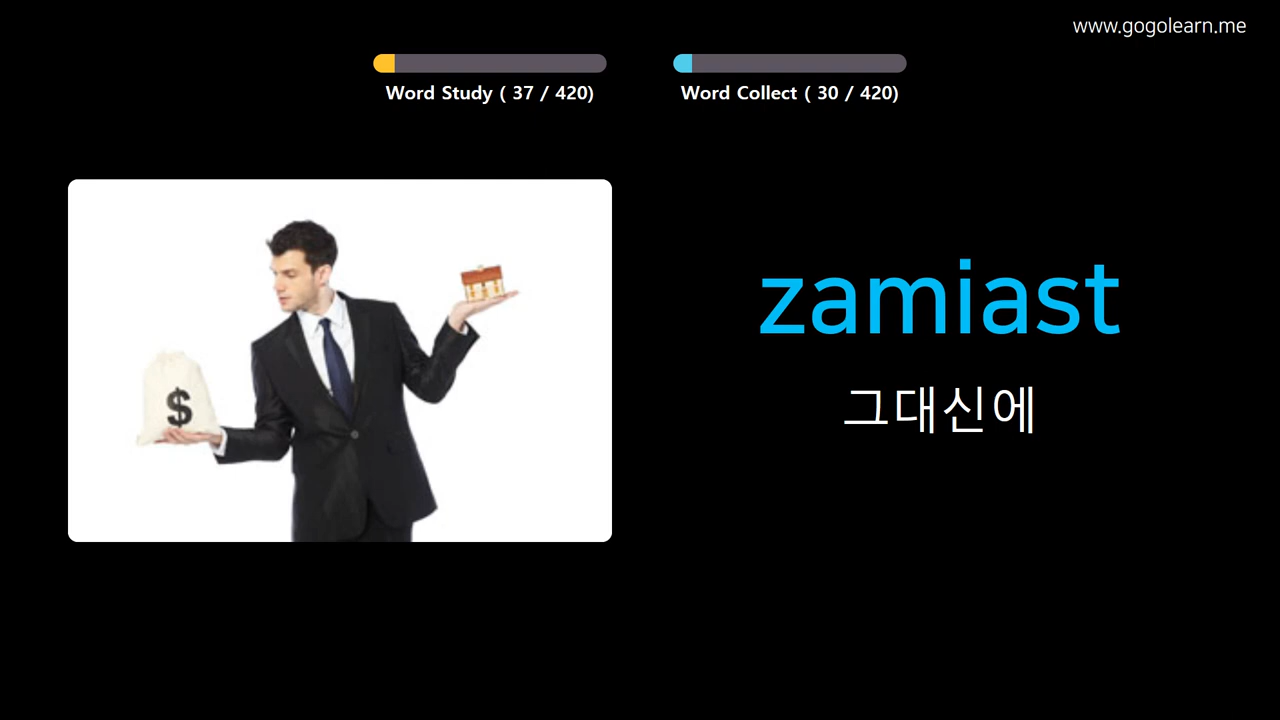 www.gogolearn.me
Word Study ( 37 / 420)
Word Collect ( 30 / 420)
$
zamiast
그대신에